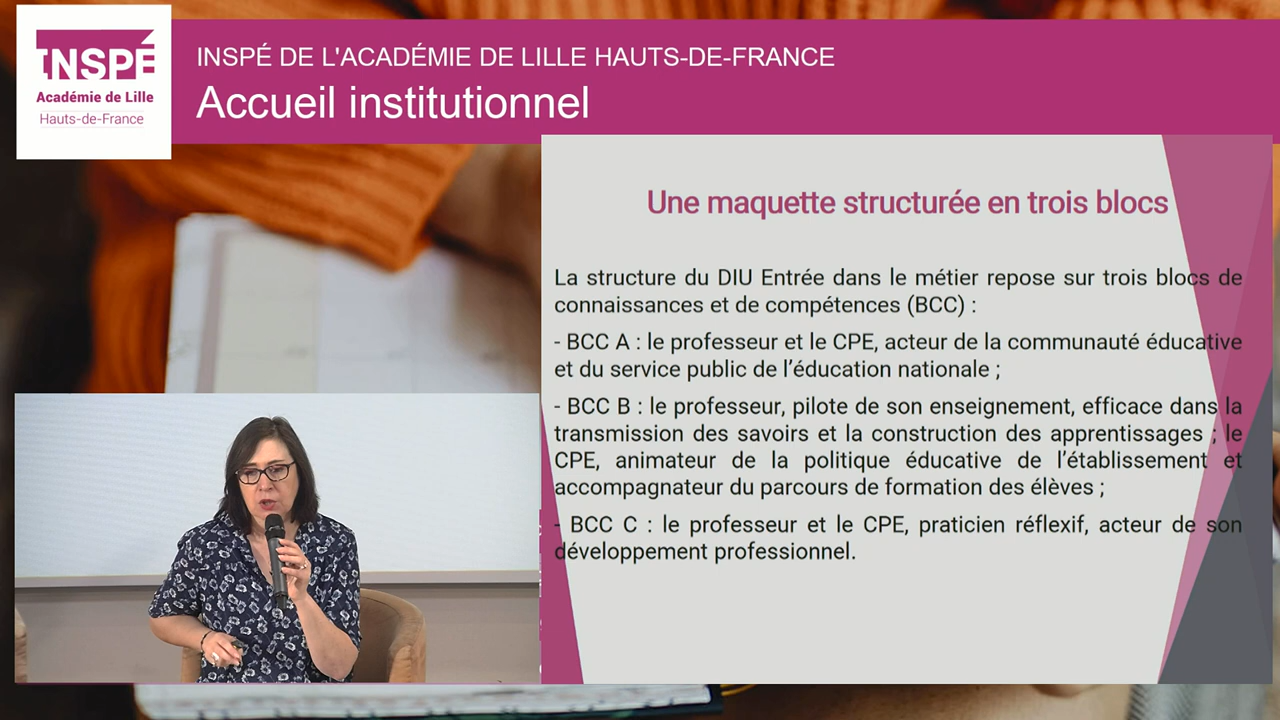 INSPÉ
Académie de Lille
Hauts-de-France
INSPÉ DE L'ACADÉMIE DE LILLE HAUTS-DE-FRANCE
Accueil institutionnel
Une maquette structurée en trois blocs
La structure du DIU Entrée dans le métier repose sur trois blocs de
connaissances et de compétences (BCC) :
- BCC A : le professeur et le CPE, acteur de la communauté éducative
et du service public de l’éducation nationale ;
- BCC B : le professeur, pilote de son enseignement, efficace dans la
transmission des savoirs et la construction des apprentissages ; le
CPE, animateur de la politique éducative de l’établissement et
accompagnateur du parcours de formation des élèves ;
- BCC C : le professeur et le CPE, praticien réflexif, acteur de son
développement professionnel.